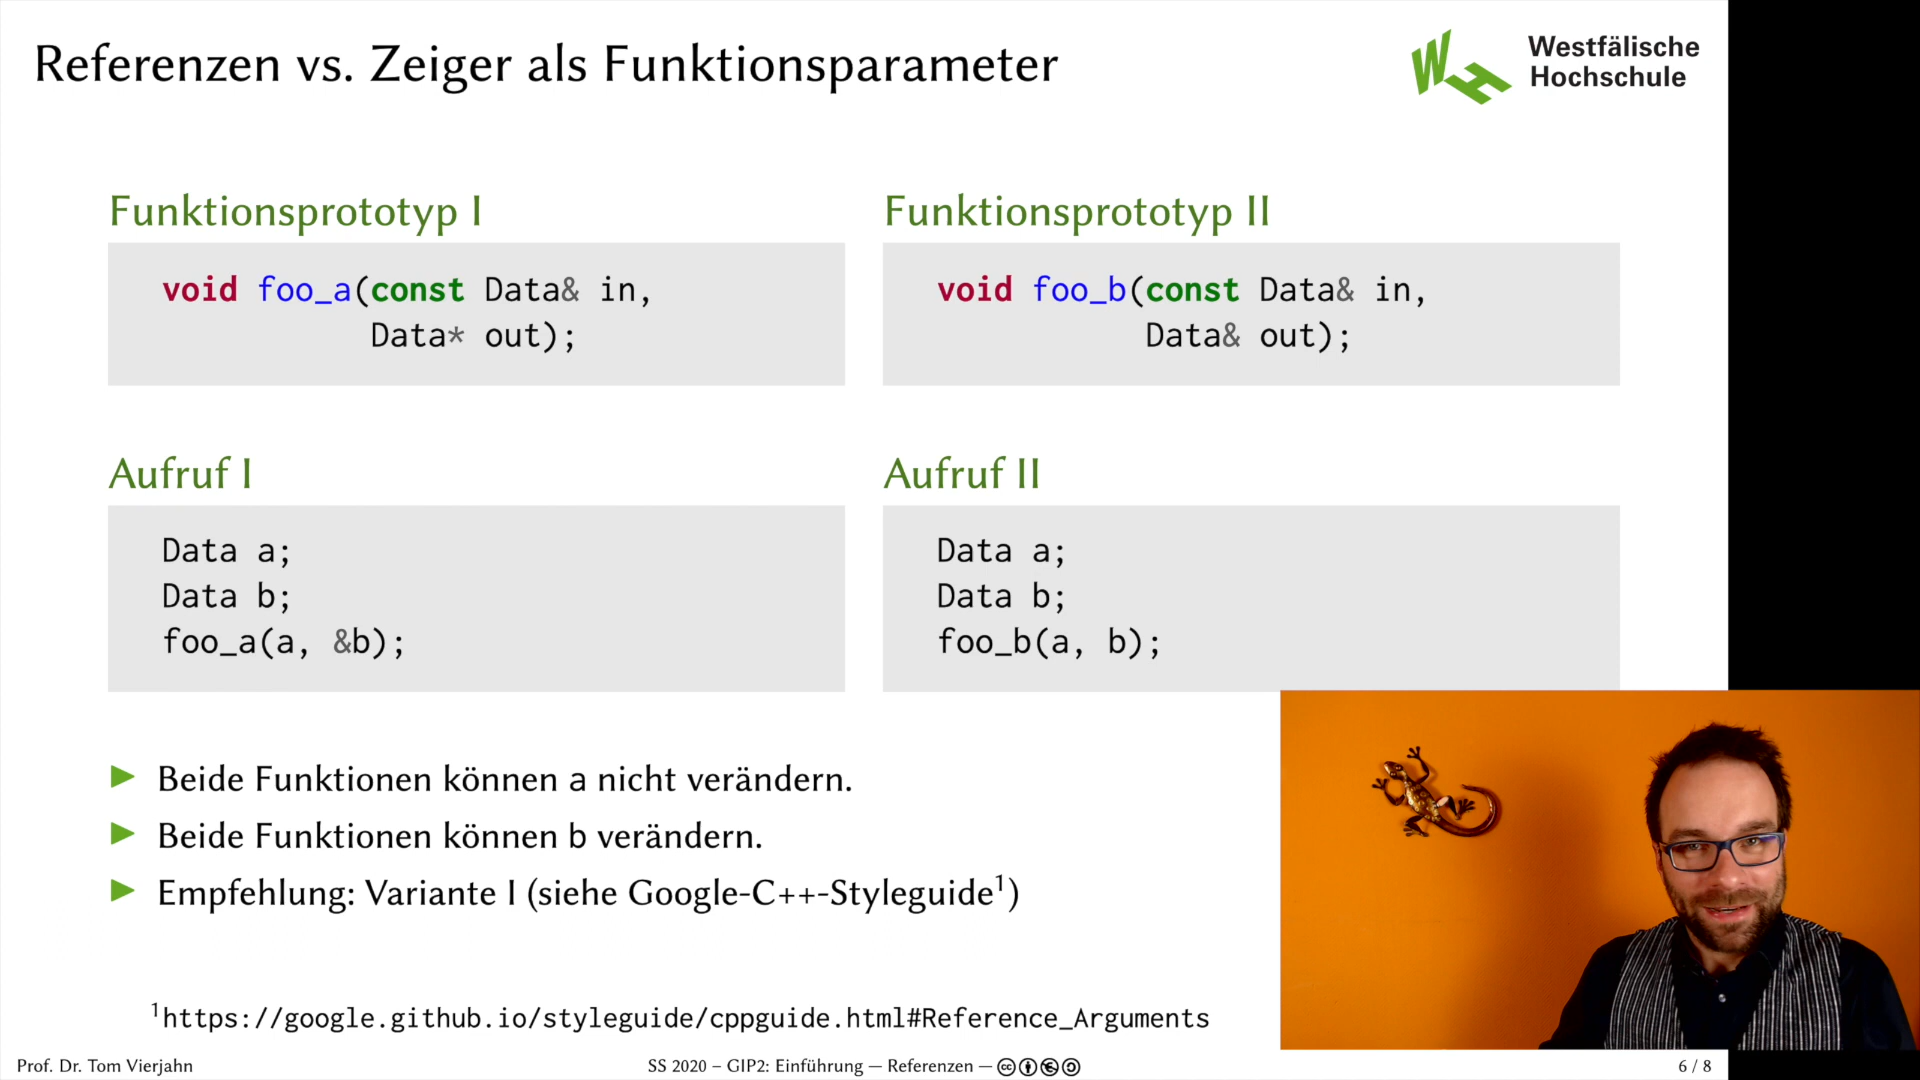 Referenzen vs. Zeiger als Funktionsparameter
Westfälische
Hochschule
Funktionsprototyp I
void foo_a(const Data& in,
Data* out);
Funktionsprototyp II
void foo_b(const Data& in,
Data& out);
Aufruf I
Data a;
Data b;
foo_a(a, &b);
Aufruf II
Data a;
Data b;
foo_b(a, b);
Beide Funktionen können a nicht verändern.
Beide Funktionen können b verändern.
Empfehlung: Variante I (siehe Google-C++-Styleguide¹)
¹https://google.github.io/styleguide/cppguide.html#Reference_Arguments
Prof. Dr. Tom Vierjahn
SS 2020 – GIP2: Einführung — Referenzen —
6 / 8